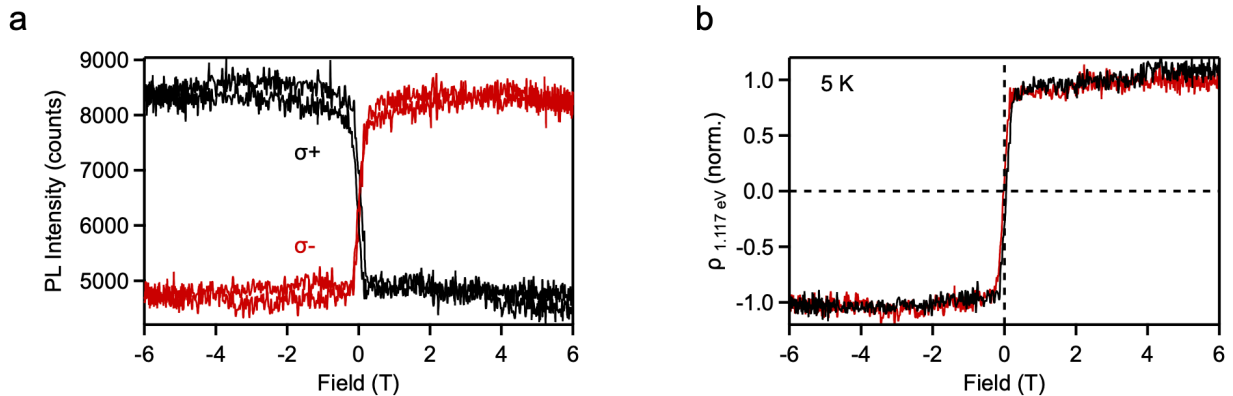 a
PL Intensity (counts)
9000
8000
7000
6000
5000
σ+
σ-
-6 -4 -2 0 2 4 6
Field (T)
b
ρ 1.117 eV (norm.)
1.0
0.5
0.0
-0.5
-1.0
5 K
-6 -4 -2 0 2 4 6
Field (T)